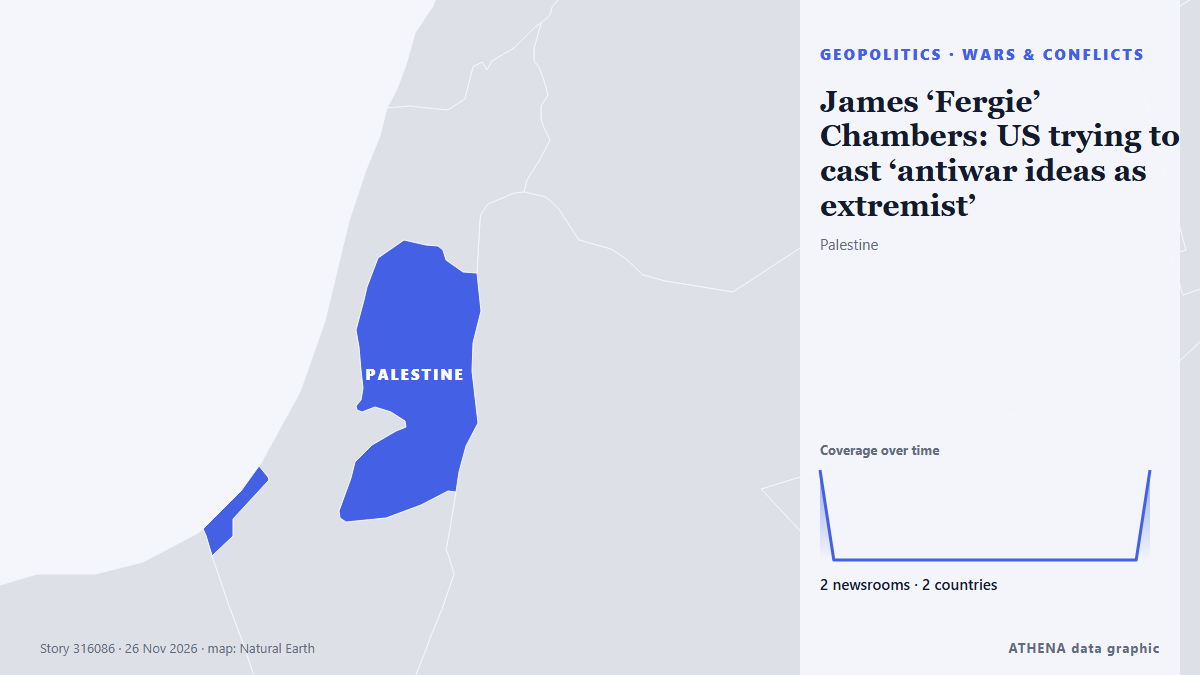 GEOPOLITICS · WARS & CONFLICTS
James ‘Fergie’
Chambers: US trying to
cast ‘antiwar ideas as
extremist’
Palestine
PALESTINE
Coverage over time
2 newsrooms · 2 countries
Story 316086 · 26 Nov 2026 · map: Natural Earth
ATHENA data graphic